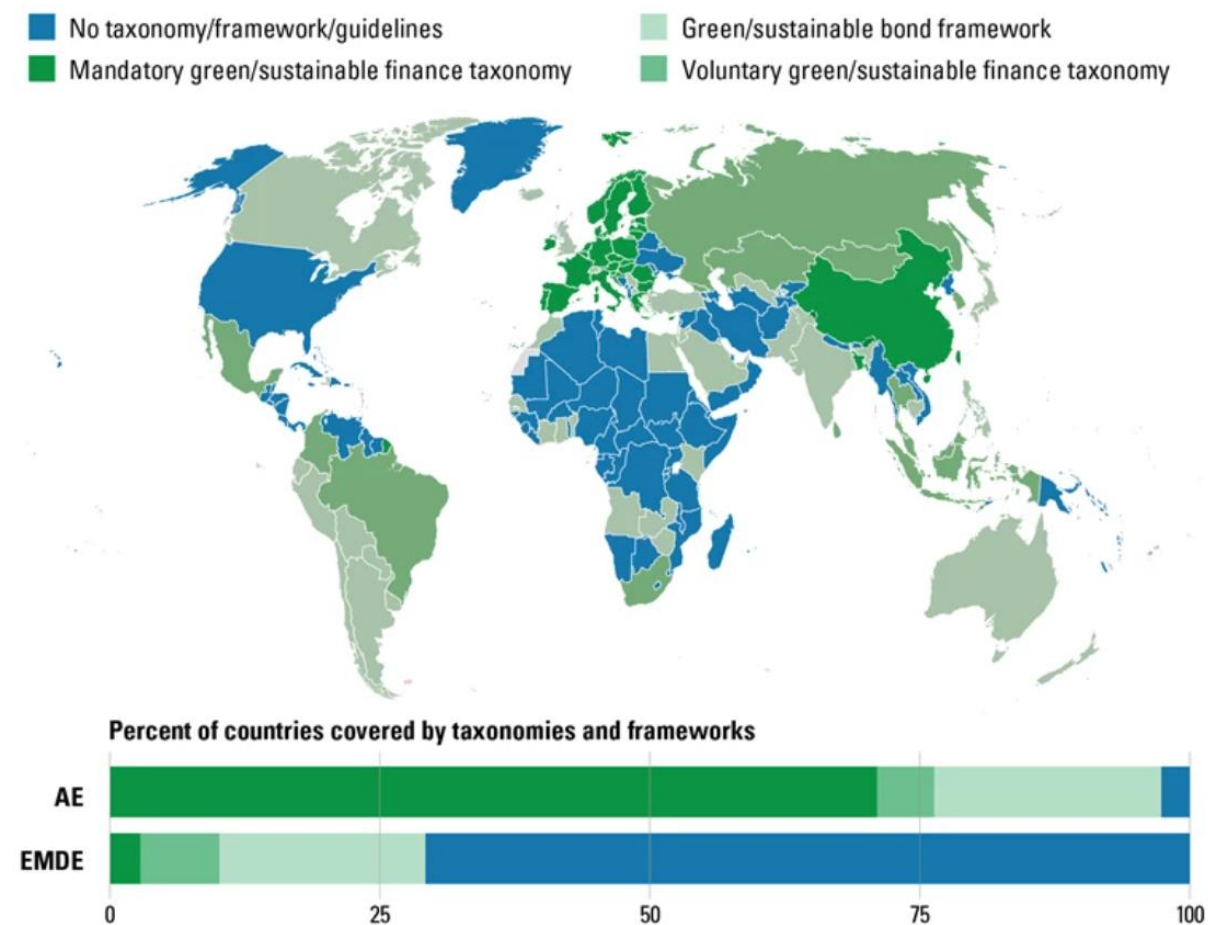 No taxonomy/framework/guidelines
Green/sustainable bond framework
Mandatory green/sustainable finance taxonomy
Voluntary green/sustainable finance taxonomy
Percent of countries covered by taxonomies and frameworks
AE
EMDE
0 25 50 75 100